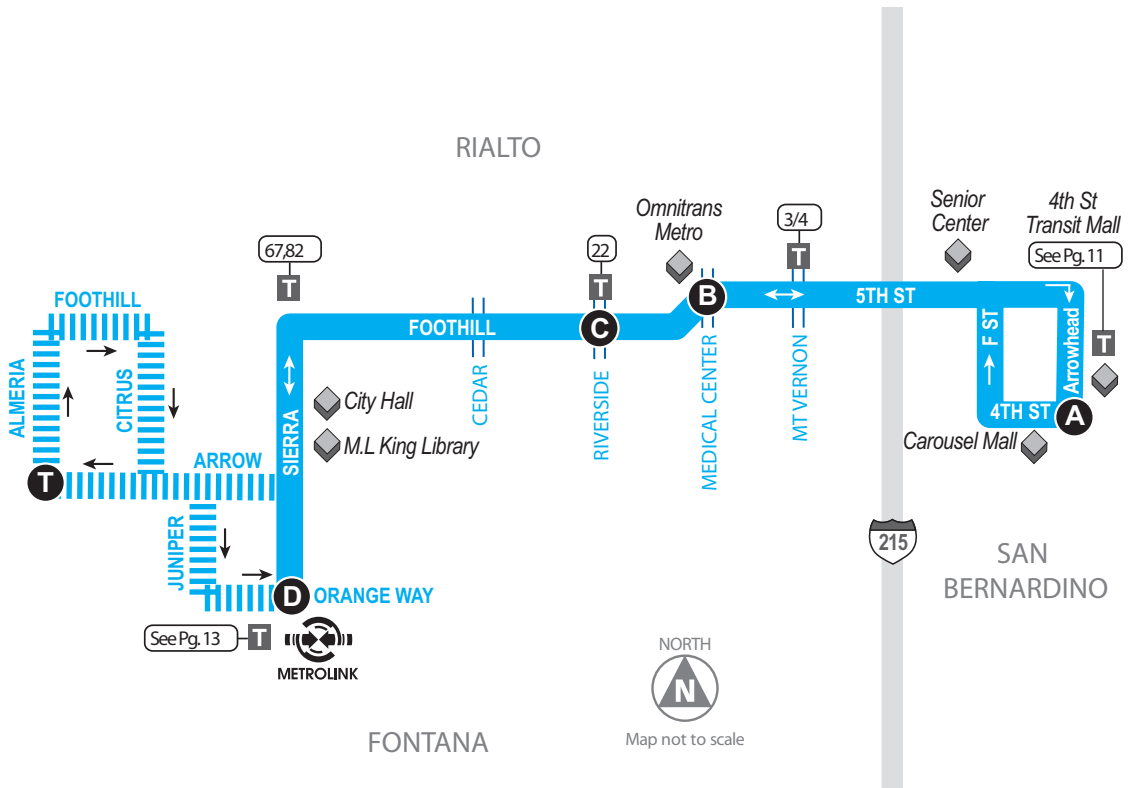 RIALTO
Omnitrans
Metro
3/4
T
Senior
Center
4th St
Transit Mall
See Pg. 11
T
67,82
T
22
T
FOOTHILL
ALMERIA
CITRUS
T
ARROW
JUNIPER
SIERRA
FOOTHILL
CEDAR
C
RIVERSIDE
B
MEDICAL CENTER
MT VERNON
5TH ST
F ST
Arrowhead
4TH ST
A
Carousel Mall
City Hall
M.L King Library
D
ORANGE WAY
See Pg. 13
T
METROLINK
215
SAN
BERNARDINO
NORTH
N
Map not to scale
FONTANA